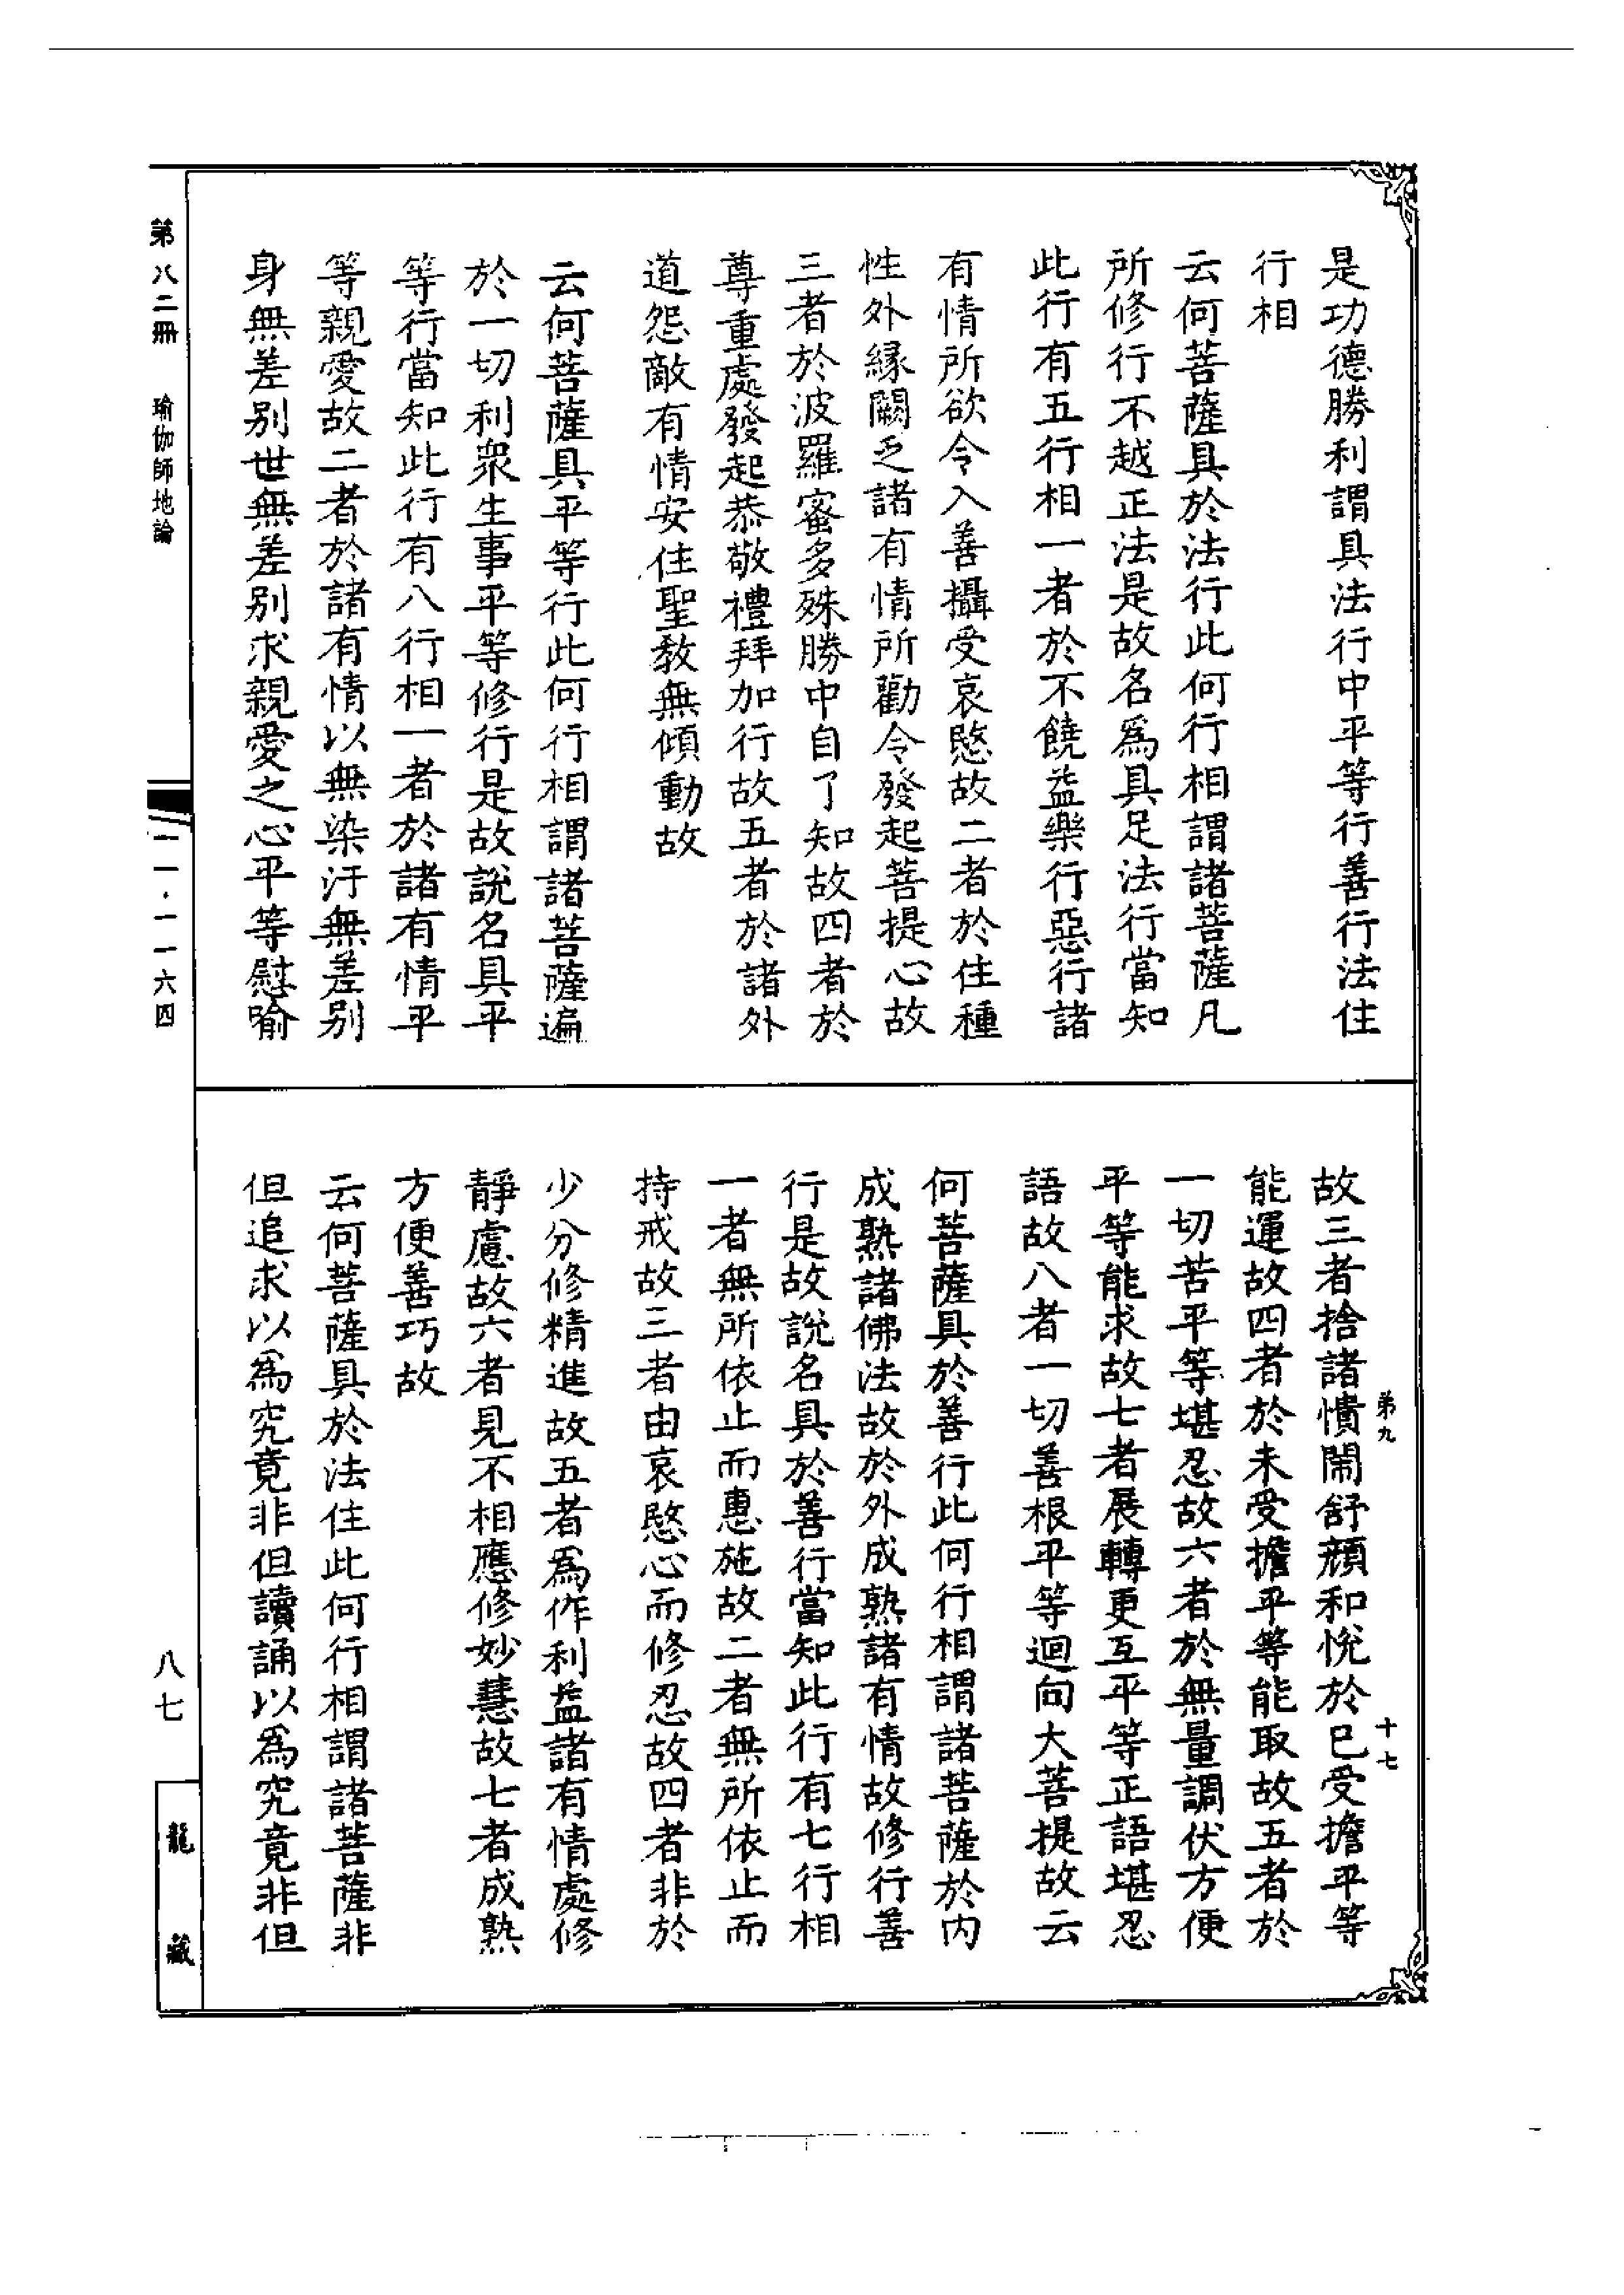 是功德勝利謂具法行中平等行善行法住
行相
云何菩薩具於法行此何行相謂諸菩薩凡
所修行不越正法是故名爲具足法行當知
此行有五行相一者於不饒益樂行惡行諸
有情所欲令入善攝受哀愍故二者於住種
性外緣闕乏諸有情所勸令發起菩提心故
三者於波羅蜜多殊勝中自了知故四者於
尊重處發起恭敬禮拜加行故五者於諸外
道怨敵有情安住聖教無傾動故
云何菩薩具平等行此何行相謂諸菩薩遍
於一切利衆生事平等修行是故說名具平
等行當知此行有八行相一者於諸有情平
等親愛故二者於諸有情以無染汙無差别
身無差别世無差别求親愛之心平等慰喻
故三者捨諸憒閙舒顏和悅於已受擔平等
能運故四者於未受擔平等能取故五者於
一切苦平等堪忍故六者於無量調伏方便
平等能求故七者展轉更互平等正語堪忍
語故八者一切善根平等迴向大菩提故云
何菩薩具於善行此何行相謂諸菩薩於内
成熟諸佛法故於外成熟諸有情故修行善
行是故說名具於善行當知此行有七行相
一者無所依止而惠施故二者無所依止而
持戒故三者由哀愍心而修忍故四者非於
少分修精進故五者爲作利益諸有情處修
靜慮故六者見不相應修妙慧故七者成熟
方便善巧故
云何菩薩具於法住此何行相謂諸菩薩非
但追求以爲究竟非但讀誦以爲究竟非但
弟九
十七
第八二冊 瑜伽師地論
一一·一一六四
八七
龍藏